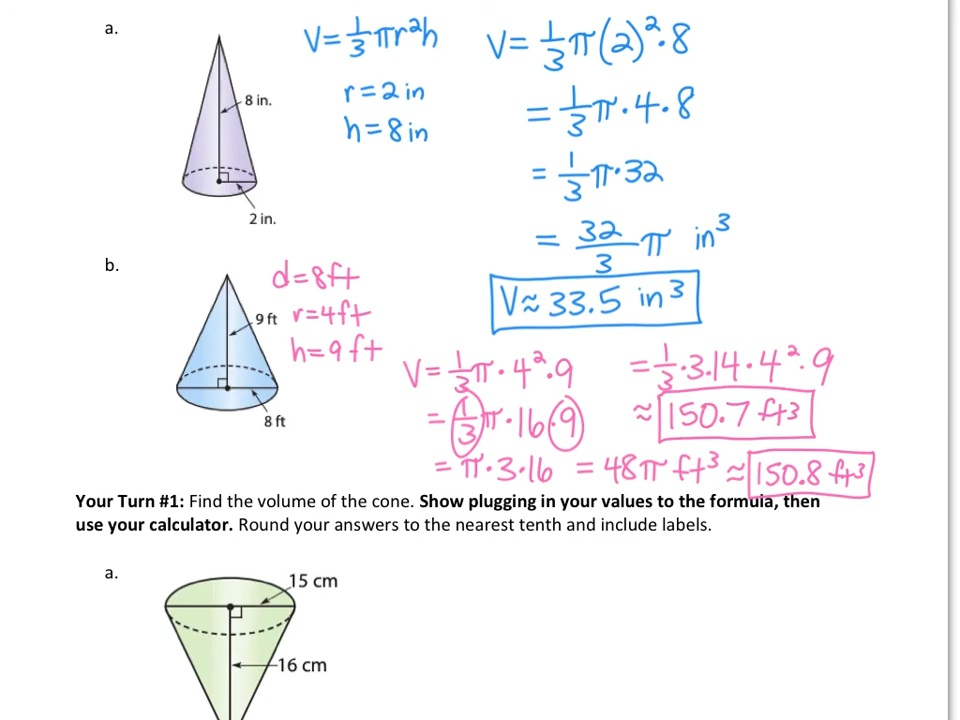 a.
V = 1/3 πr²h
8 in.
r = 2 in
h = 8 in
2 in.
V = 1/3 π(2)² · 8
= 1/3 π · 4 · 8
= 1/3 π · 32
= 32/3 π in³
V ≈ 33.5 in³
b.
d = 8ft
9 ft
r = 4ft
h = 9 ft
8 ft
V = 1/3 π · 4² · 9
= 1/3 π · 16 · 9
= π · 3 · 16 = 48π ft³ ≈ 150.8 ft³
= 1/3 · 3.14 · 4² · 9
≈ 150.7 ft³
Your Turn #1: Find the volume of the cone. Show plugging in your values to the formula, then
use your calculator. Round your answers to the nearest tenth and include labels.
a.
15 cm
16 cm